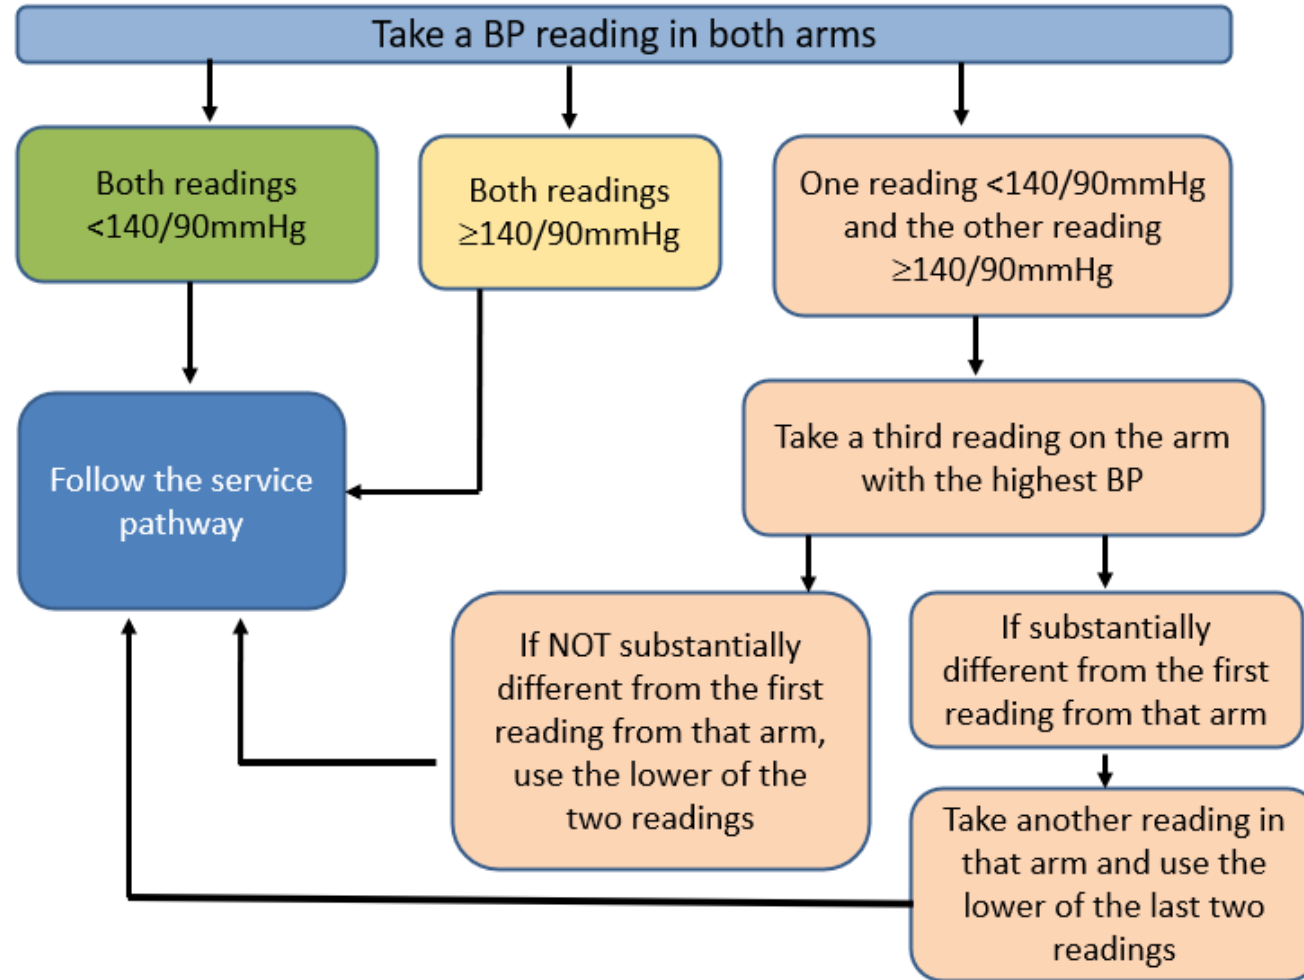 Take a BP reading in both arms
Both readings
<140/90mmHg
Both readings
≥140/90mmHg
One reading <140/90mmHg
and the other reading
≥140/90mmHg
Take a third reading on the arm
with the highest BP
Follow the service
pathway
If NOT substantially
different from the first
reading from that arm,
use the lower of the
two readings
If substantially
different from the first
reading from that arm
Take another reading in
that arm and use the
lower of the last two
readings